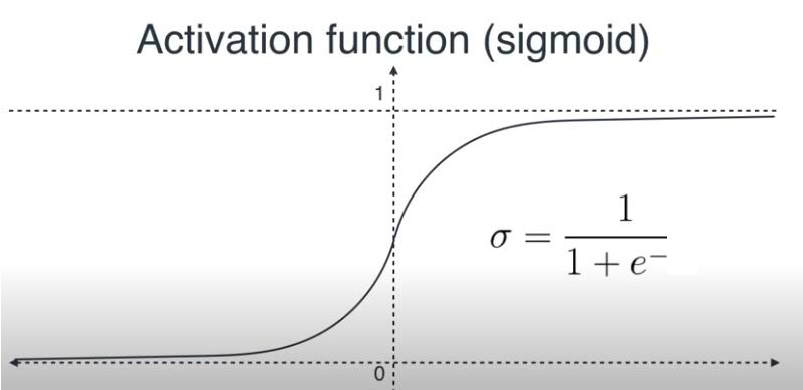 Activation function (sigmoid)
1
σ = 1 / 1 + e−
0